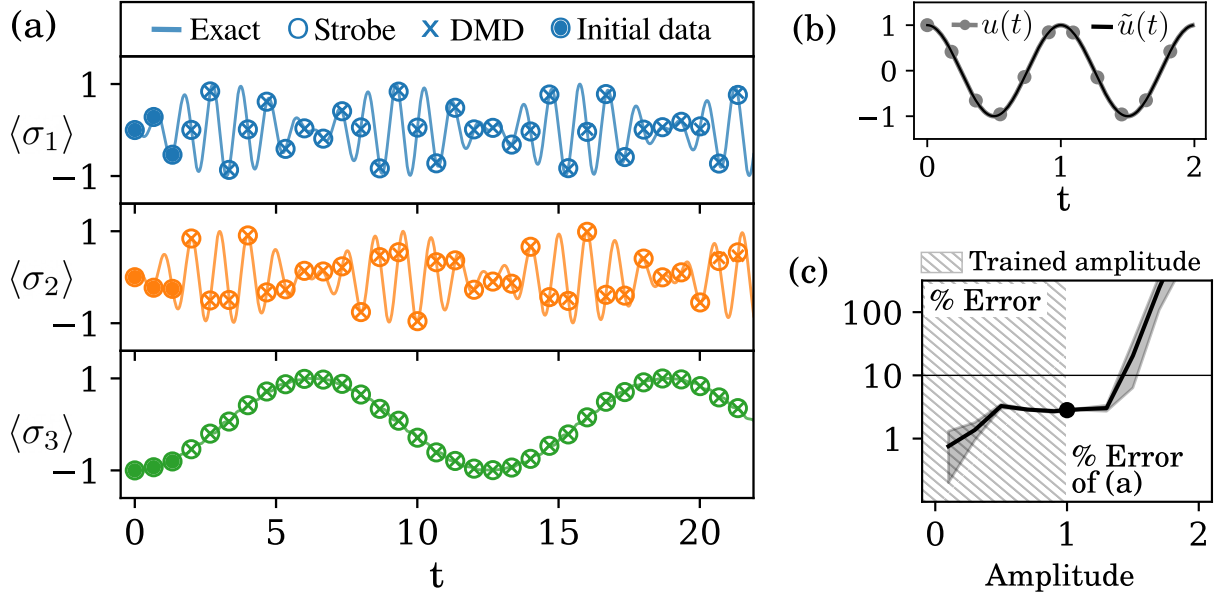 (a)
Exact Strobe DMD Initial data
⟨σ₁⟩
1
−1
⟨σ₂⟩
1
−1
⟨σ₃⟩
1
−1
0 5 10 15 20
t
(b)
u(t) ũ(t)
1
0
−1
0 1 2
t
(c)
Trained amplitude
% Error
100
10
1
% Error
of (a)
0 1 2
Amplitude